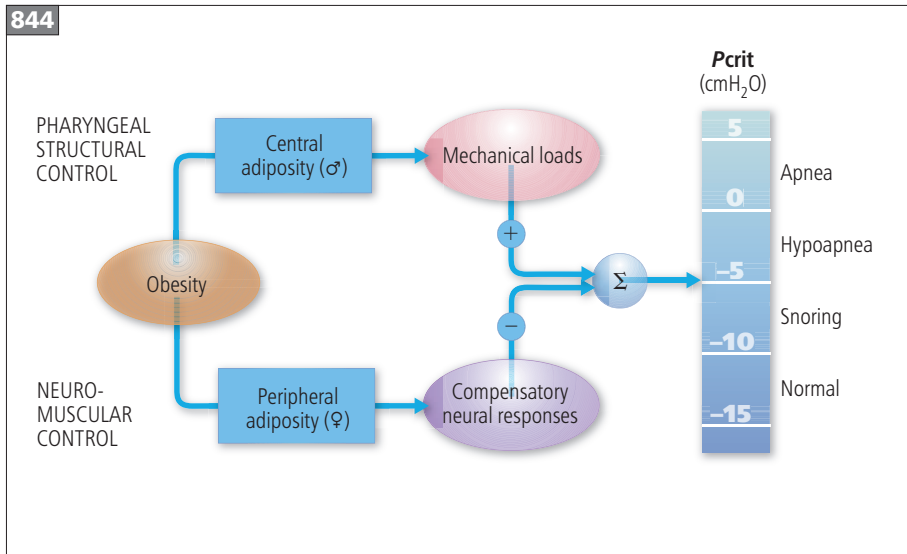 844
Pcrit
(cmH₂O)
PHARYNGEAL
STRUCTURAL
CONTROL
Central
adiposity (♂)
Mechanical loads
5
Apnea
0
+
Hypoapnea
Obesity
Σ
–5
Snoring
–
–10
NEURO-
MUSCULAR
CONTROL
Peripheral
adiposity (♀)
Compensatory
neural responses
Normal
–15